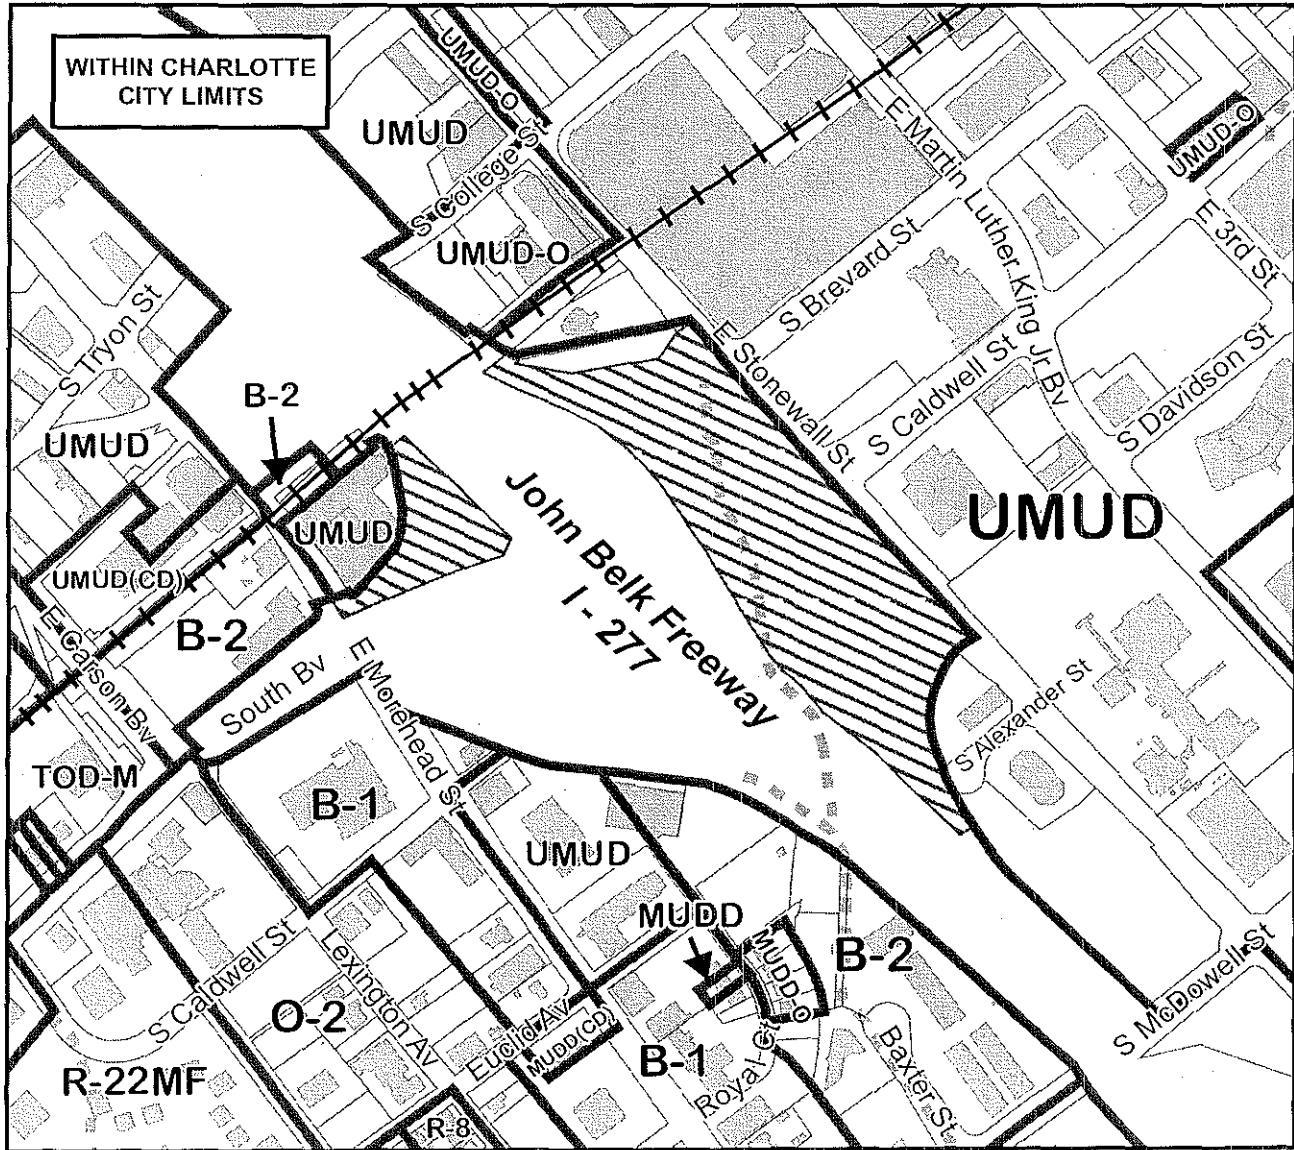 WITHIN CHARLOTTE
CITY LIMITS
UMUD-O
UMUD
S College St
UMUD-O
E Martin Luther King Jr Bv
UMUD-O
E 3rd St
S Brevard St
S Tryon St
E Stonewall St
S Caldwell St
S Davidson St
B-2
UMUD
UMUD
John Belk Freeway
I - 277
UMUD
UMUD(CD)
B-2
E Carson Bv
South Bv
E Morehead St
S Alexander St
TOD-M
B-1
UMUD
MUDD
MUDD-O
B-2
S McDowell St
S Caldwell St
Lexington Av
O-2
Euclid Av
MUDD(CD)
B-1
Royal Ct
Baxter St
R-22MF
R-8